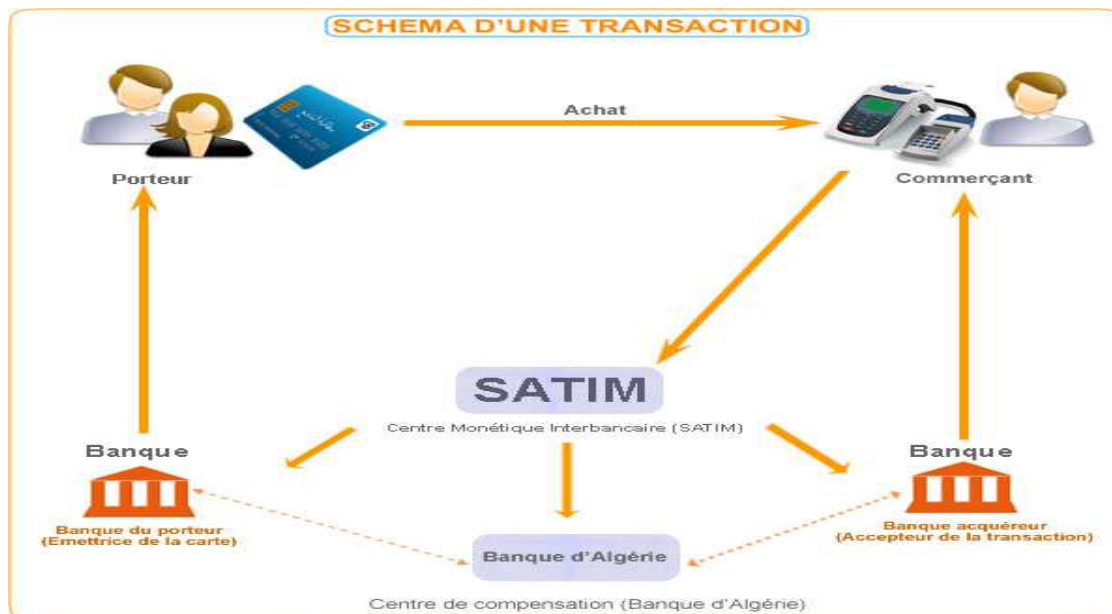 SCHEMA D'UNE TRANSACTION
Achat
Porteur
Commerçant
SATIM
Centre Monétique Interbancaire (SATIM)
Banque
Banque
Banque du porteur
(Emettrice de la carte)
Banque acquéreur
(Accepteur de la transaction)
Banque d'Algérie
Centre de compensation (Banque d'Algérie)